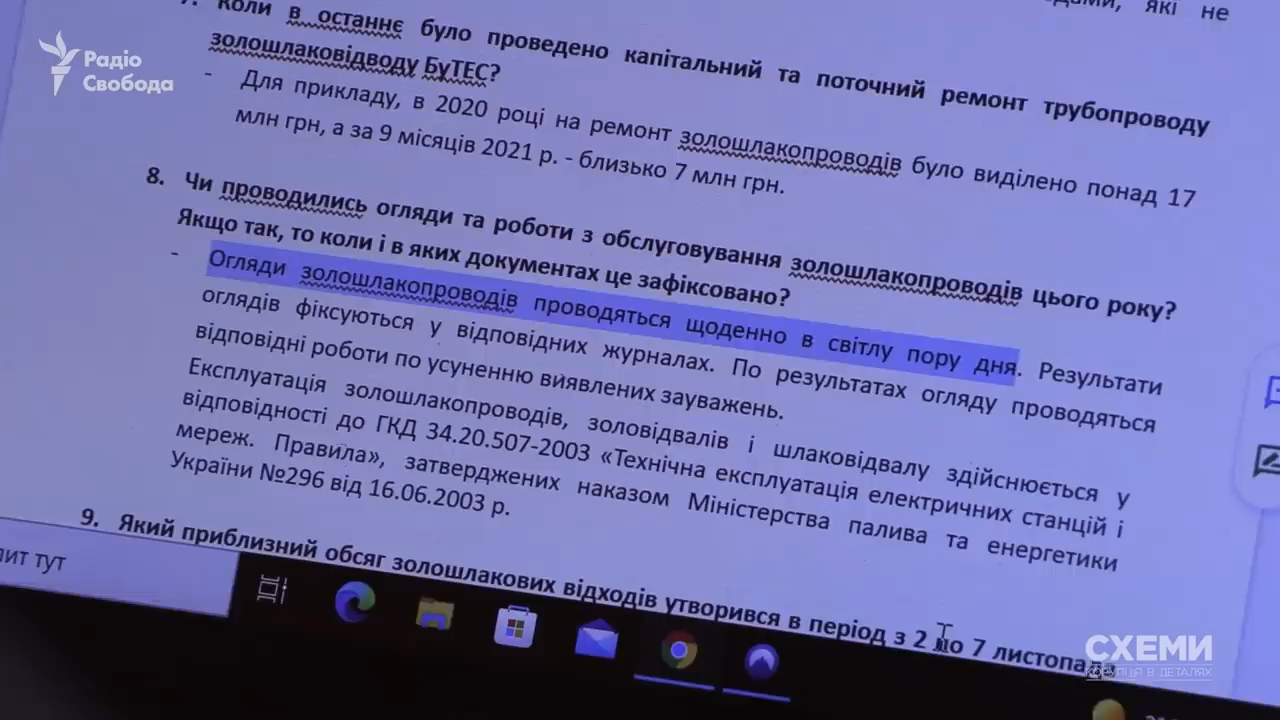 Радіо
Свобода
які не
Коли в останнє було проведено капітальний та поточний ремонт трубопроводу
золошлаковідводу БуТЕС?
- Для прикладу, в 2020 році на ремонт золошлакопроводів було виділено понад 17
млн грн, а за 9 місяців 2021 р. - близько 7 млн грн.
8. Чи проводились огляди та роботи з обслуговування золошлакопроводів цього року?
Якщо так, то коли і в яких документах це зафіксовано?
- Огляди золошлакопроводів проводяться щоденно в світлу пору дня. Результати
оглядів фіксуються у відповідних журналах. По результатах огляду проводяться
відповідні роботи по усуненню виявлених зауважень.
Експлуатація золошлакопроводів, золовідвалів і шлаковідвалу здійснюється у
відповідності до ГКД 34.20.507-2003 «Технічна експлуатація електричних станцій і
мереж. Правила», затверджених наказом Міністерства палива та енергетики
України №296 від 16.06.2003 р.
9. Який приблизний обсяг золошлакових відходів утворився в період з 2 по 7 листопада
тут
СХЕМИ
КОРУПЦІЯ В ДЕТАЛЯХ